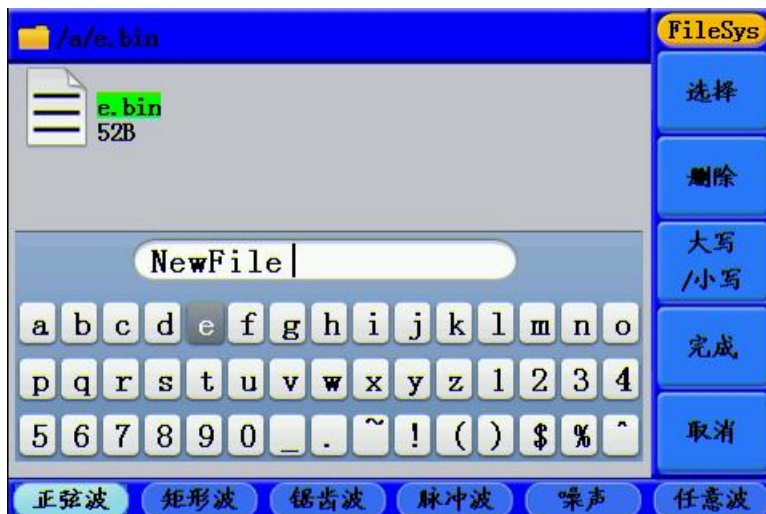 /a/e.bin
FileSys
e.bin
52B
选择
删除
大写
/小写
完成
取消
NewFile
a b c d e f g h i j k l m n o
p q r s t u v w x y z 1 2 3 4
5 6 7 8 9 0 _ . ~ ! ( ) $ % ^
正弦波 矩形波 锯齿波 脉冲波 噪声 任意波